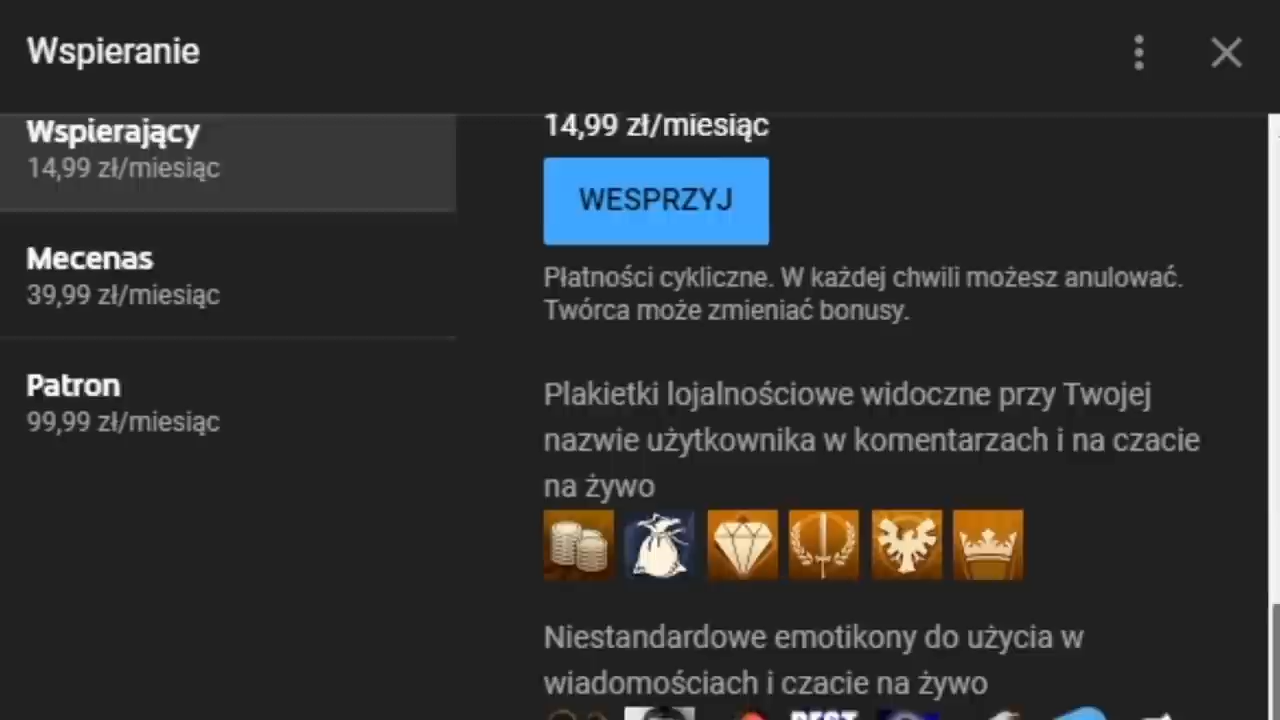 Wspieranie
Wspierający
14,99 zł/miesiąc
Mecenas
39,99 zł/miesiąc
Patron
99,99 zł/miesiąc
14,99 zł/miesiąc
WESPRZYJ
Płatności cykliczne. W każdej chwili możesz anulować.
Twórca może zmieniać bonusy.
Plakietki lojalnościowe widoczne przy Twojej
nazwie użytkownika w komentarzach i na czacie
na żywo
Niestandardowe emotikony do użycia w
wiadomościach i czacie na żywo
BEST